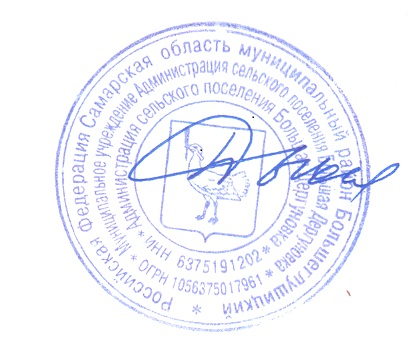 Российская Федерация Самарская область муниципальный район Большеглушицкий *
Муниципальное учреждение Администрация сельского поселения Большая Дергуновка * ОГРН 1056375017961 *
Администрация сельского поселения Большая Дергуновка * ИНН 6375191202 *